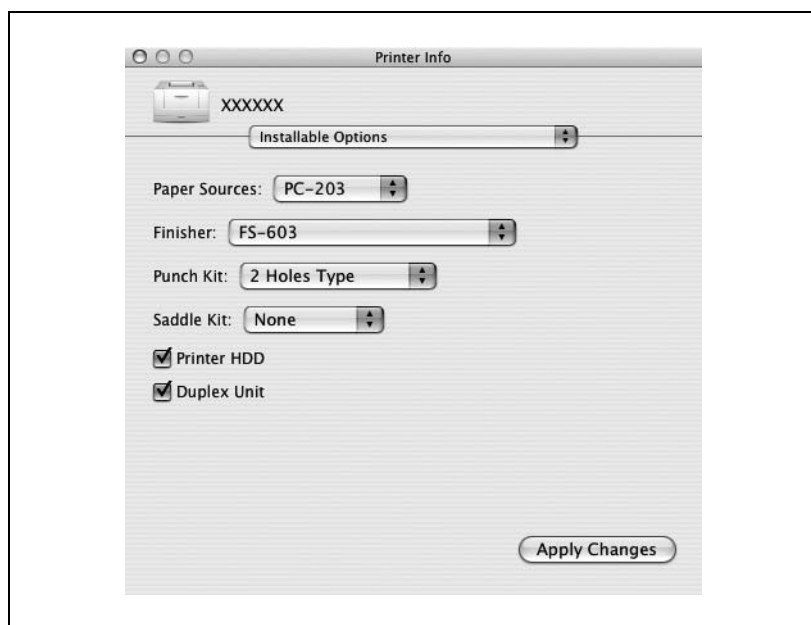 Printer Info
XXXXXX
Installable Options
Paper Sources: PC-203
Finisher: FS-603
Punch Kit: 2 Holes Type
Saddle Kit: None
Printer HDD
Duplex Unit
Apply Changes